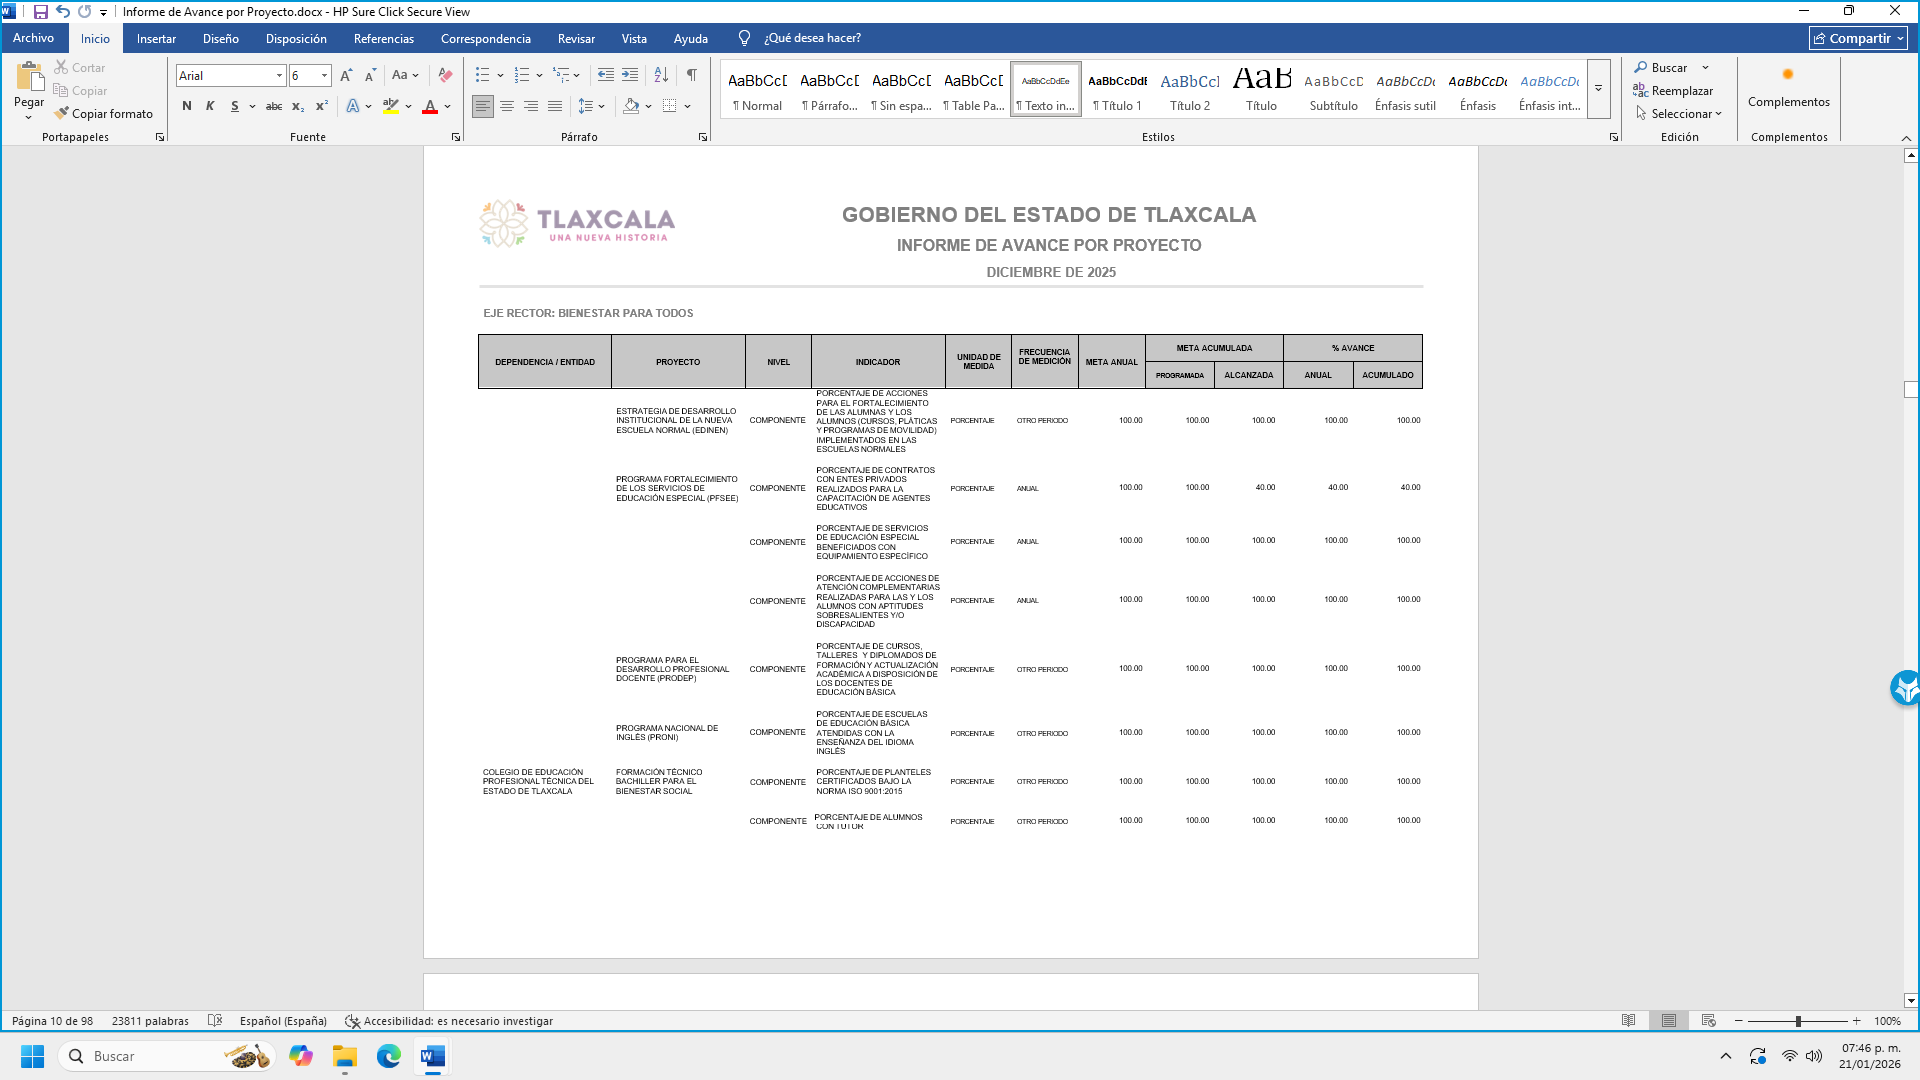 Informe de Avance por Proyecto.docx - HP Sure Click Secure View
Archivo Inicio Insertar Diseño Disposición Referencias Correspondencia Revisar Vista Ayuda ¿Qué desea hacer? Compartir
Pegar
Cortar
Copiar
Copiar formato
Portapapeles
Arial 6
Aa
N K S abc x₂ x²
Fuente
Párrafo
AaBbCcI AaBbCcI AaBbCcI AaBbCcI AaBbCcDdEe AaBbCcDdI AaBbCcI AaB AaBbCcD AaBbCcDc AaBbCcDc AaBbCcDc
¶ Normal ¶ Párrafo... ¶ Sin espa... ¶ Table Pa... ¶ Texto in... ¶ Título 1 Título 2 Título Subtítulo Énfasis sutil Énfasis Énfasis int...
Estilos
Buscar
Reemplazar
Seleccionar
Edición
Complementos
Complementos
TLAXCALA
UNA NUEVA HISTORIA
GOBIERNO DEL ESTADO DE TLAXCALA
INFORME DE AVANCE POR PROYECTO
DICIEMBRE DE 2025
EJE RECTOR: BIENESTAR PARA TODOS
DEPENDENCIA / ENTIDAD PROYECTO NIVEL INDICADOR UNIDAD DE MEDIDA FRECUENCIA DE MEDICIÓN META ANUAL META ACUMULADA % AVANCE
PROGRAMADA ALCANZADA ANUAL ACUMULADO
ESTRATEGIA DE DESARROLLO
INSTITUCIONAL DE LA NUEVA
ESCUELA NORMAL (EDINEN)
COMPONENTE
PORCENTAJE DE ACCIONES
PARA EL FORTALECIMIENTO
DE LAS ALUMNAS Y LOS
ALUMNOS (CURSOS, PLÁTICAS
Y PROGRAMAS DE MOVILIDAD)
IMPLEMENTADOS EN LAS
ESCUELAS NORMALES
PORCENTAJE OTRO PERIODO 100.00 100.00 100.00 100.00 100.00
PROGRAMA FORTALECIMIENTO
DE LOS SERVICIOS DE
EDUCACIÓN ESPECIAL (PFSEE)
COMPONENTE
PORCENTAJE DE CONTRATOS
CON ENTES PRIVADOS
REALIZADOS PARA LA
CAPACITACIÓN DE AGENTES
EDUCATIVOS
PORCENTAJE ANUAL 100.00 100.00 40.00 40.00 40.00
COMPONENTE
PORCENTAJE DE SERVICIOS
DE EDUCACIÓN ESPECIAL
BENEFICIADOS CON
EQUIPAMIENTO ESPECÍFICO
PORCENTAJE ANUAL 100.00 100.00 100.00 100.00 100.00
COMPONENTE
PORCENTAJE DE ACCIONES DE
ATENCIÓN COMPLEMENTARIAS
REALIZADAS PARA LAS Y LOS
ALUMNOS CON APTITUDES
SOBRESALIENTES Y/O
DISCAPACIDAD
PORCENTAJE ANUAL 100.00 100.00 100.00 100.00 100.00
PROGRAMA PARA EL
DESARROLLO PROFESIONAL
DOCENTE (PRODEP)
COMPONENTE
PORCENTAJE DE CURSOS,
TALLERES Y DIPLOMADOS DE
FORMACIÓN Y ACTUALIZACIÓN
ACADÉMICA A DISPOSICIÓN DE
LOS DOCENTES DE
EDUCACIÓN BÁSICA
PORCENTAJE OTRO PERIODO 100.00 100.00 100.00 100.00 100.00
PROGRAMA NACIONAL DE
INGLÉS (PRONI)
COMPONENTE
PORCENTAJE DE ESCUELAS
DE EDUCACIÓN BÁSICA
ATENDIDAS CON LA
ENSEÑANZA DEL IDIOMA
INGLÉS
PORCENTAJE OTRO PERIODO 100.00 100.00 100.00 100.00 100.00
COLEGIO DE EDUCACIÓN
PROFESIONAL TÉCNICA DEL
ESTADO DE TLAXCALA
FORMACIÓN TÉCNICO
BACHILLER PARA EL
BIENESTAR SOCIAL
COMPONENTE
PORCENTAJE DE PLANTELES
CERTIFICADOS BAJO LA
NORMA ISO 9001:2015
PORCENTAJE OTRO PERIODO 100.00 100.00 100.00 100.00 100.00
COMPONENTE
PORCENTAJE DE ALUMNOS
CON TUTOR
PORCENTAJE OTRO PERIODO 100.00 100.00 100.00 100.00 100.00
Página 10 de 98 23811 palabras Español (España) Accesibilidad: es necesario investigar 100%
Buscar
07:46 p. m.
21/01/2026